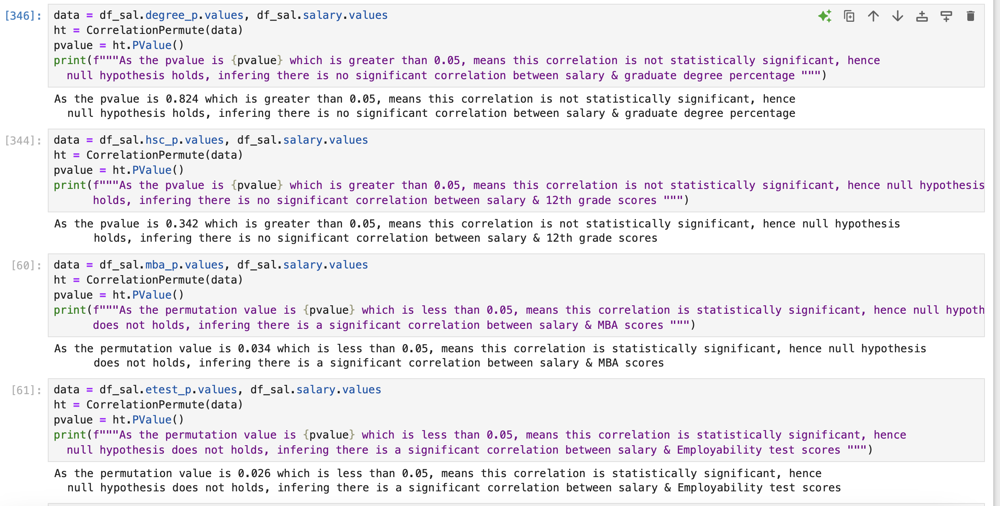 [346]: data = df_sal.degree_p.values, df_sal.salary.values
ht = CorrelationPermute(data)
pvalue = ht.PValue()
print(f"""As the pvalue is {pvalue} which is greater than 0.05, means this correlation is not statistically significant, hence
  null hypothesis holds, infering there is no significant correlation between salary & graduate degree percentage """)
As the pvalue is 0.824 which is greater than 0.05, means this correlation is not statistically significant, hence
  null hypothesis holds, infering there is no significant correlation between salary & graduate degree percentage
[344]: data = df_sal.hsc_p.values, df_sal.salary.values
ht = CorrelationPermute(data)
pvalue = ht.PValue()
print(f"""As the pvalue is {pvalue} which is greater than 0.05, means this correlation is not statistically significant, hence null hypothesis
      holds, infering there is no significant correlation between salary & 12th grade scores """)
As the pvalue is 0.342 which is greater than 0.05, means this correlation is not statistically significant, hence null hypothesis
      holds, infering there is no significant correlation between salary & 12th grade scores
[60]: data = df_sal.mba_p.values, df_sal.salary.values
ht = CorrelationPermute(data)
pvalue = ht.PValue()
print(f"""As the permutation value is {pvalue} which is less than 0.05, means this correlation is statistically significant, hence null hypoth
      does not holds, infering there is a significant correlation between salary & MBA scores """)
As the permutation value is 0.034 which is less than 0.05, means this correlation is statistically significant, hence null hypothesis
      does not holds, infering there is a significant correlation between salary & MBA scores
[61]: data = df_sal.etest_p.values, df_sal.salary.values
ht = CorrelationPermute(data)
pvalue = ht.PValue()
print(f"""As the permutation value is {pvalue} which is less than 0.05, means this correlation is statistically significant, hence
  null hypothesis does not holds, infering there is a significant correlation between salary & Employability test scores """)
As the permutation value is 0.026 which is less than 0.05, means this correlation is statistically significant, hence
  null hypothesis does not holds, infering there is a significant correlation between salary & Employability test scores